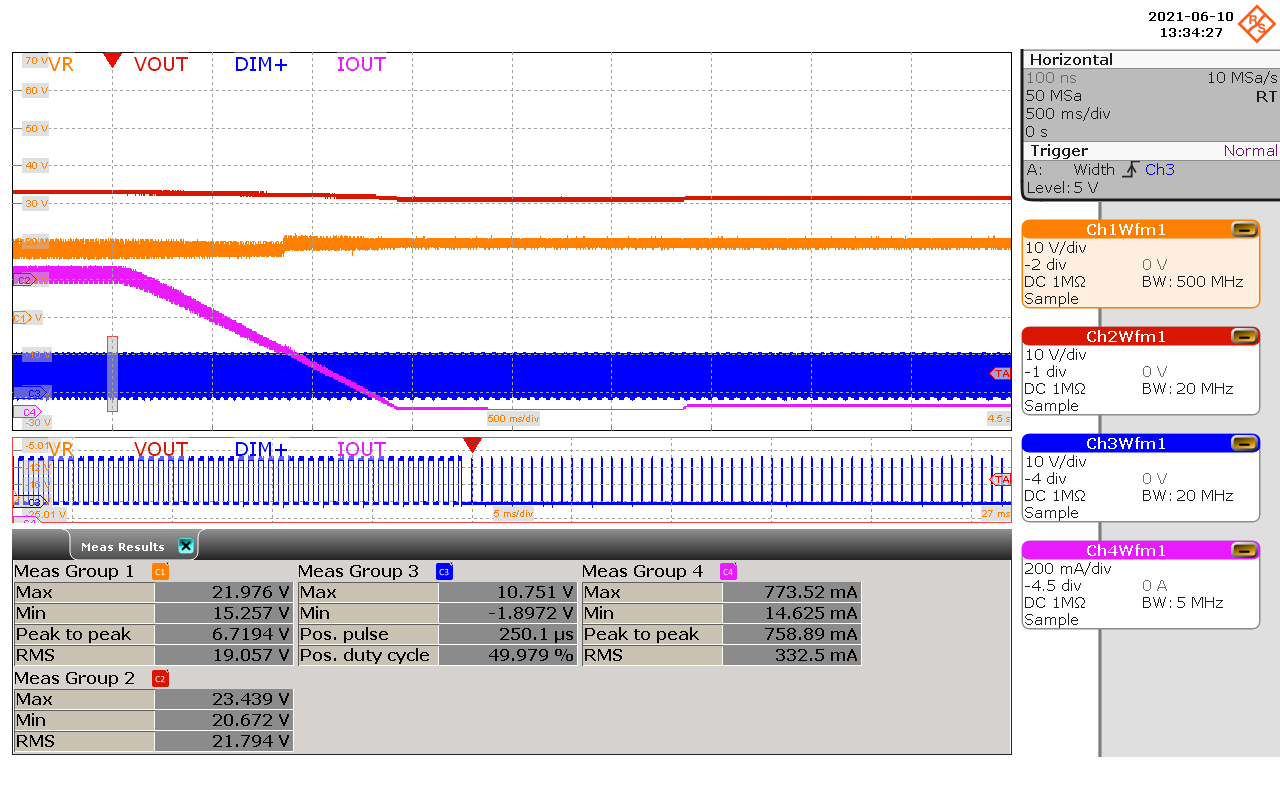 2021-06-10
13:34:27
R/S
70 V VR VOUT DIM+ IOUT
60 V
50 V
40 V
30 V
20 V
C2
C1 V
-10 V
C3
C4
-30 V
500 ms/div 4.5 s
TA
-5.01 VR VOUT DIM+ IOUT
-12 V
-16 V
C3
TA
-25.01 V 5 ms/div 27 ms
Horizontal
100 ns 10 MSa/s
50 MSa RT
500 ms/div
0 s
Trigger Normal
A: Width Ch3
Level: 5 V
Ch1Wfm1
10 V/div
-2 div 0 V
DC 1MΩ BW: 500 MHz
Sample
Ch2Wfm1
10 V/div
-1 div 0 V
DC 1MΩ BW: 20 MHz
Sample
Ch3Wfm1
10 V/div
-4 div 0 V
DC 1MΩ BW: 20 MHz
Sample
Ch4Wfm1
200 mA/div
-4.5 div 0 A
DC 1MΩ BW: 5 MHz
Sample
Meas Results
Meas Group 1 C1 Meas Group 3 C3 Meas Group 4 C4
Max 21.976 V Max 10.751 V Max 773.52 mA
Min 15.257 V Min -1.8972 V Min 14.625 mA
Peak to peak 6.7194 V Pos. pulse 250.1 µs Peak to peak 758.89 mA
RMS 19.057 V Pos. duty cycle 49.979 % RMS 332.5 mA
Meas Group 2 C2
Max 23.439 V
Min 20.672 V
RMS 21.794 V